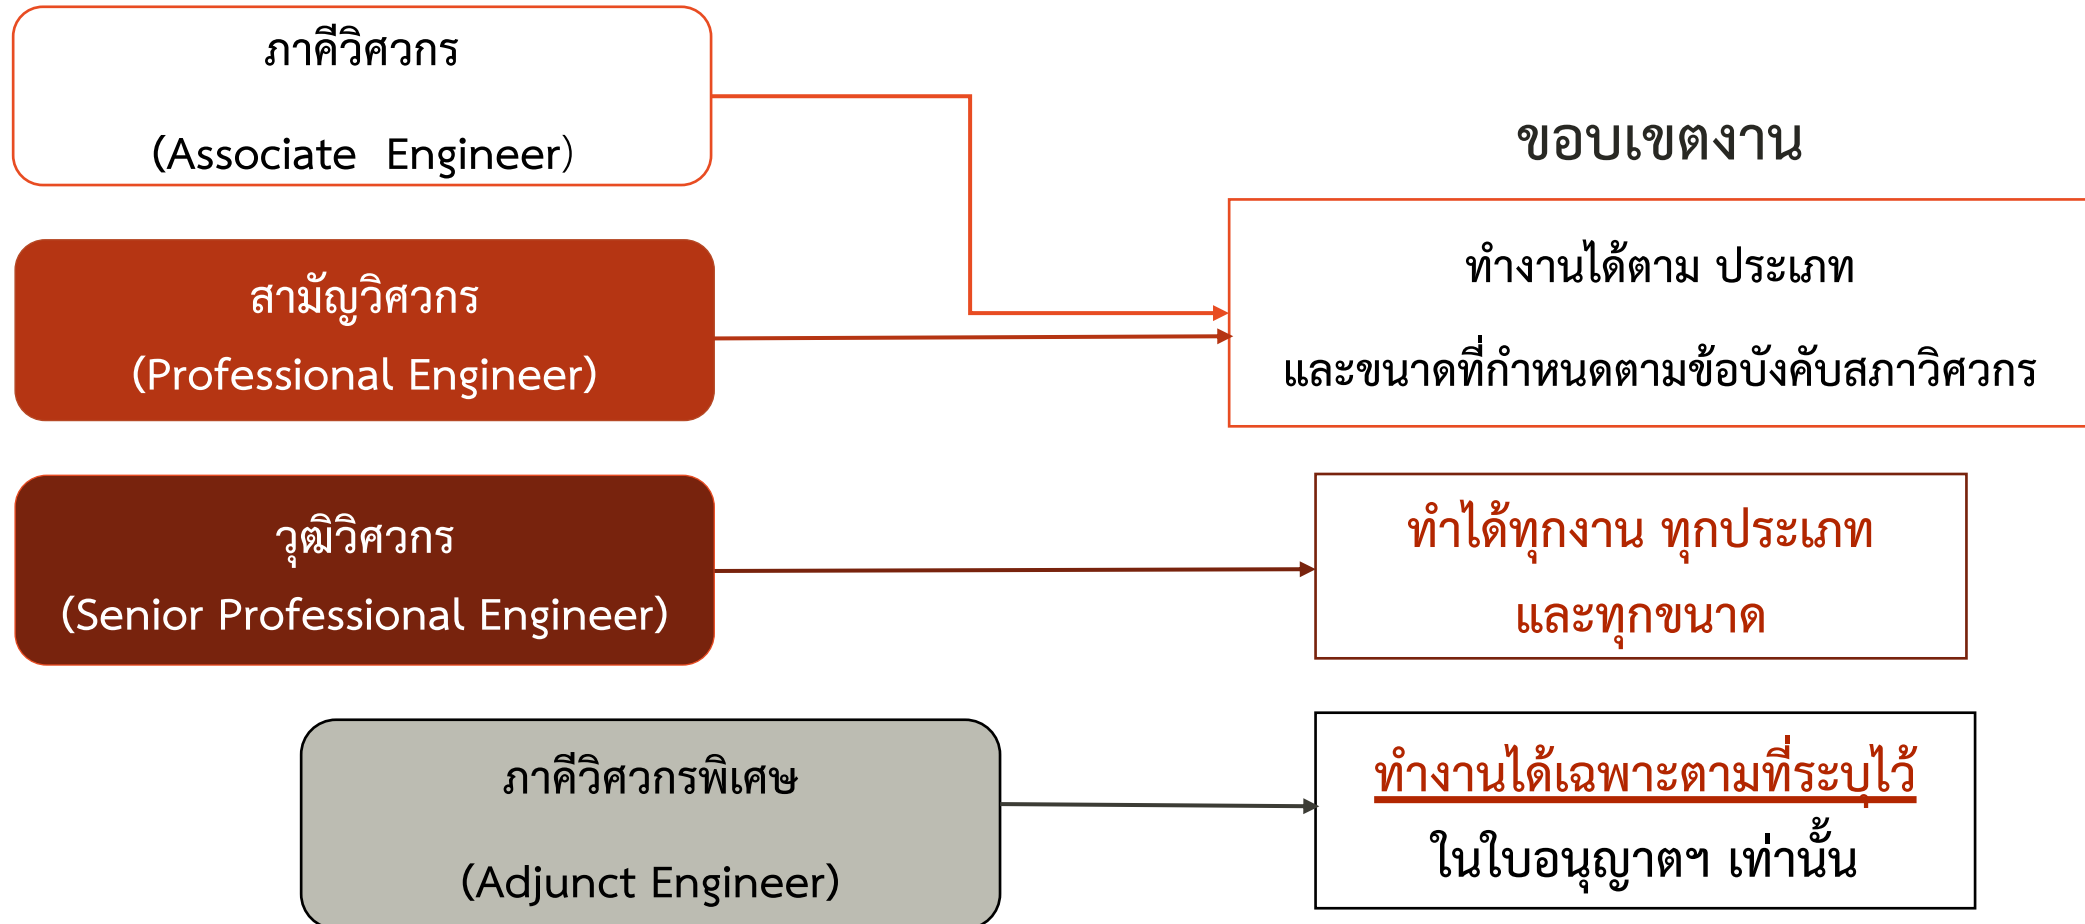 ภาคีวิศวกร
(Associate Engineer)
ขอบเขตงาน
สามัญวิศวกร
(Professional Engineer)
ทำงานได้ตาม ประเภท
และขนาดที่กำหนดตามข้อบังคับสภาวิศวกร
วุฒิวิศวกร
(Senior Professional Engineer)
ทำได้ทุกงาน ทุกประเภท
และทุกขนาด
ภาคีวิศวกรพิเศษ
(Adjunct Engineer)
ทำงานได้เฉพาะตามที่ระบุไว้
ในใบอนุญาตฯ เท่านั้น